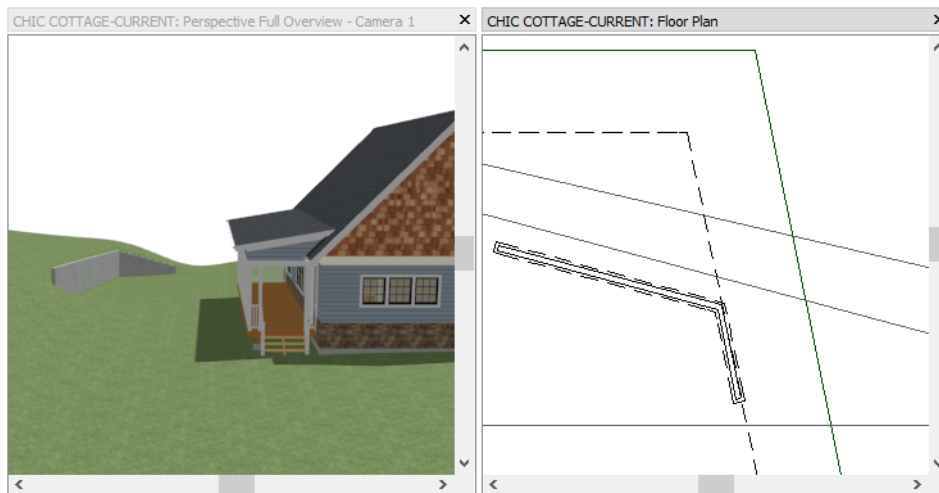 CHIC COTTAGE-CURRENT: Perspective Full Overview - Camera 1
CHIC COTTAGE-CURRENT: Floor Plan